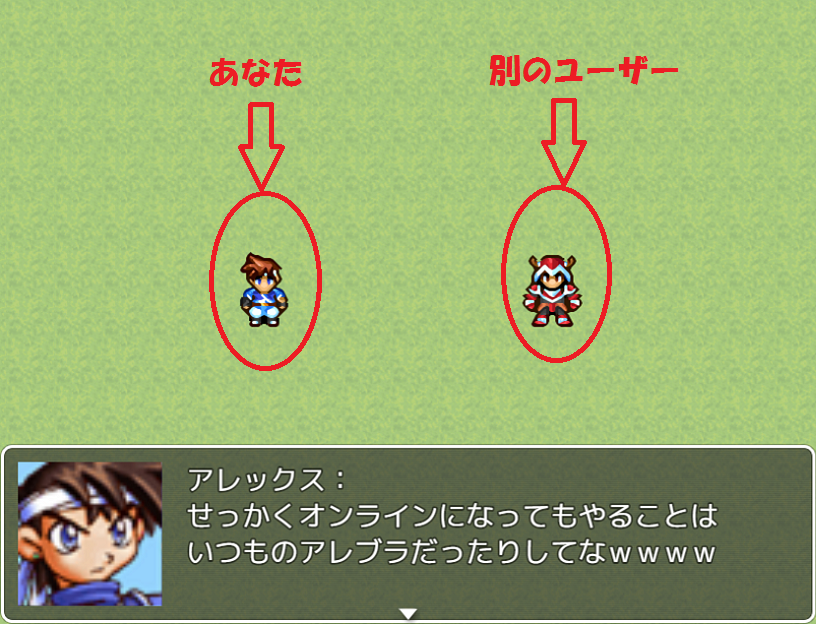 あなた
別のユーザー
アレックス：
せっかくオンラインになってもやることは
いつものアレブラだったりしてなｗｗｗｗ